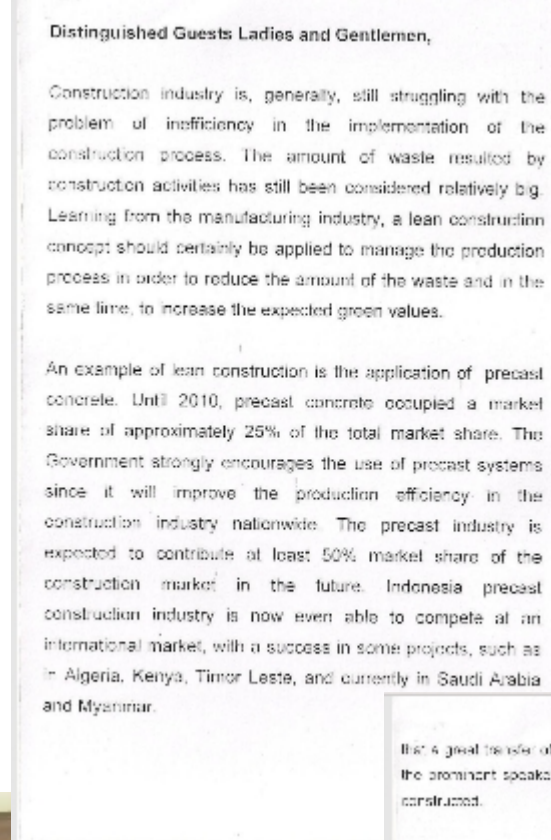 Distinguished Guests Ladies and Gentlemen,
Construction industry is, generally, still struggling with the
problem of inefficiency in the implementation of the
construction process. The amount of waste resulted by
construction activities has still been considered relatively big.
Learning from the manufacturing industry, a lean construction
concept should certainly be applied to manage the production
process in order to reduce the amount of the waste and in the
same time, to increase the expected green values.
An example of lean construction is the application of precast
concrete. Until 2010, precast concrete occupied a market
share of approximately 25% of the total market share. The
Government strongly encourages the use of precast systems
since it will improve the production efficiency in the
construction industry nationwide. The precast industry is
expected to contribute at least 50% market share of the
construction market in the future. Indonesia precast
construction industry is now even able to compete at an
international market, with a success in some projects, such as
in Algeria, Kenya, Timor Leste, and currently in Saudi Arabia
and Myanmar.
that a great transfer of
the prominent speake
constructed.